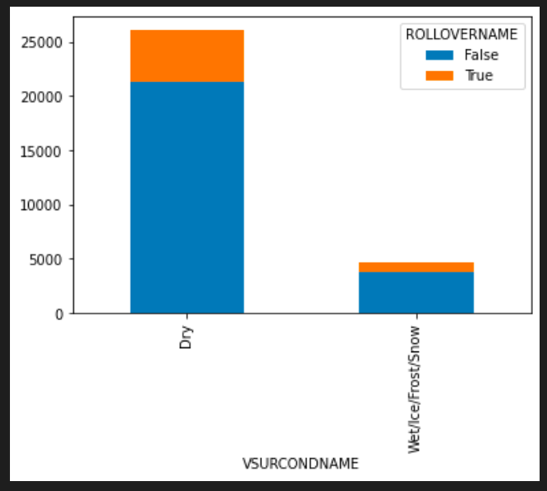 ROLLOVERNAME
False
True
25000
20000
15000
10000
5000
0
Dry
Wet/Ice/Frost/Snow
VSURCONDNAME